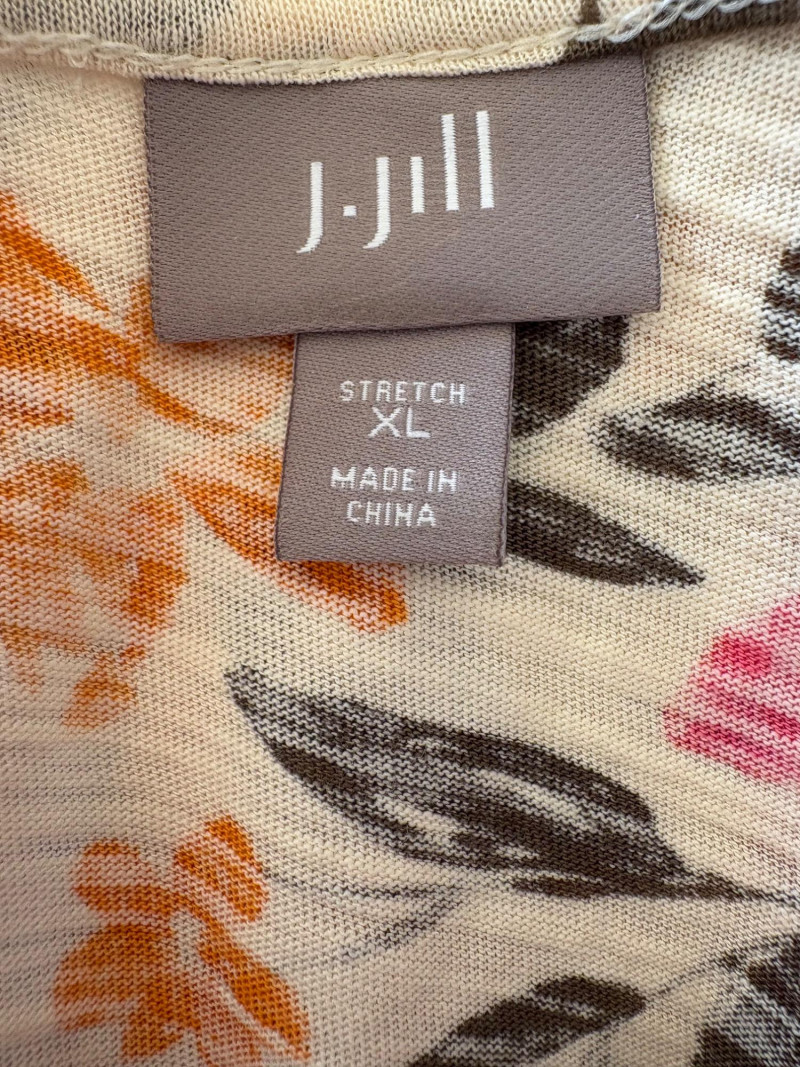 J.Jill
STRETCH
XL
MADE IN
CHINA